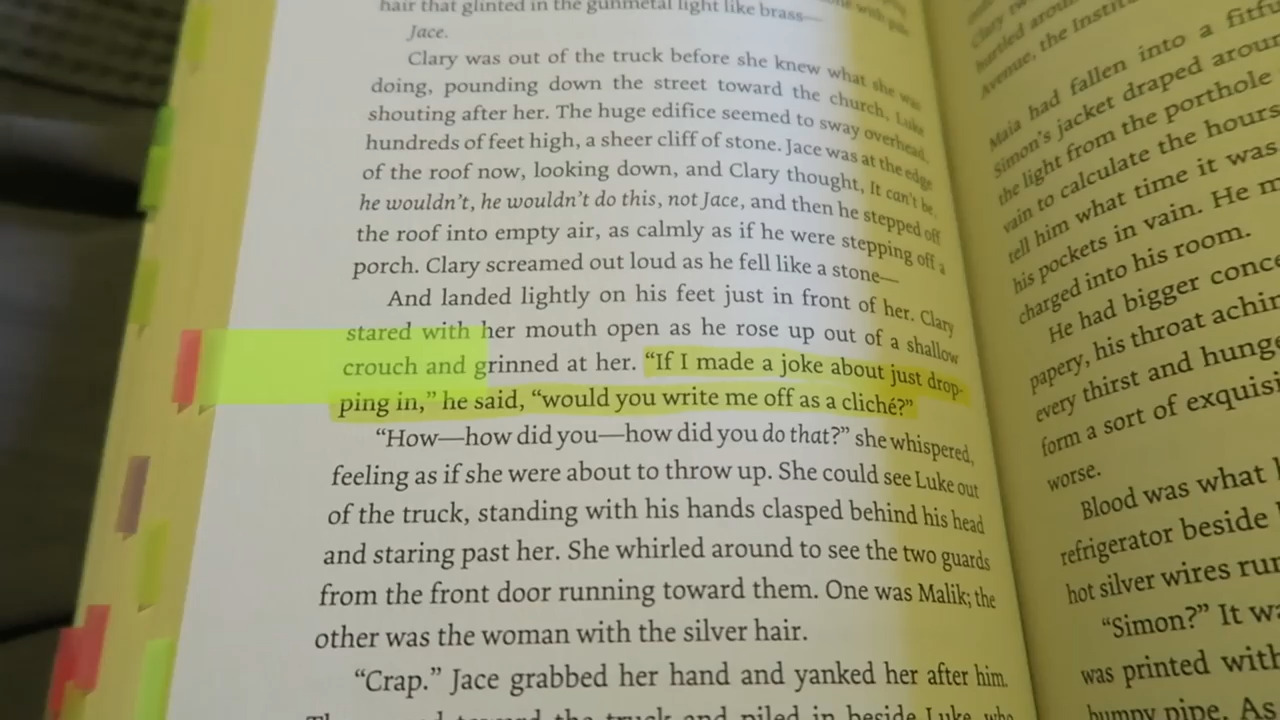 hair that glinted in the gunmetal light like brass—
Jace.
Clary was out of the truck before she knew what she was
doing, pounding down the street toward the church, Luke
shouting after her. The huge edifice seemed to sway overhead,
hundreds of feet high, a sheer cliff of stone. Jace was at the edge
of the roof now, looking down, and Clary thought, It can't be,
he wouldn't, he wouldn't do this, not Jace, and then he stepped off
the roof into empty air, as calmly as if he were stepping off a
porch. Clary screamed out loud as he fell like a stone—
And landed lightly on his feet just in front of her. Clary
stared with her mouth open as he rose up out of a shallow
crouch and grinned at her. “If I made a joke about just drop-
ping in,” he said, “would you write me off as a cliché?”
“How—how did you—how did you do that?” she whispered,
feeling as if she were about to throw up. She could see Luke out
of the truck, standing with his hands clasped behind his head
and staring past her. She whirled around to see the two guards
from the front door running toward them. One was Malik; the
other was the woman with the silver hair.
“Crap.” Jace grabbed her hand and yanked her after him.
toward the truck and piled in beside Luke, who
hurtled around
Avenue, the Instit
Maia had fallen into a fitfu
Simon's jacket draped aroun
the light from the porthole
vain to calculate the hours
tell him what time it was
his pockets in vain. He m
charged into his room.
He had bigger conce
papery, his throat achin
every thirst and hunge
form a sort of exquisi
worse.
Blood was what
refrigerator beside
hot silver wires run
“Simon?” It wa
was printed with
bumpy pipe. As